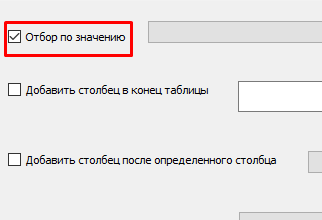 Отбор по значению
Добавить столбец в конец таблицы
Добавить столбец после определенного столбца